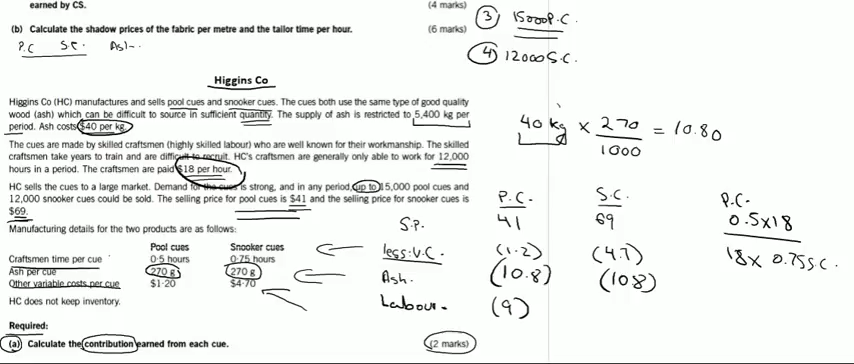 earned by CS. (4 marks)
(b) Calculate the shadow prices of the fabric per metre and the tailor time per hour. (6 marks)
P.C S.C. Ash-.
3, 15000P.C.
4) 12000S.C.
Higgins Co
Higgins Co (HC) manufactures and sells pool cues and snooker cues. The cues both use the same type of good quality
wood (ash) which can be difficult to source in sufficient quantity. The supply of ash is restricted to 5,400 kg per
period. Ash costs $40 per kg.
40 kg × 270 = 10.80
1000
The cues are made by skilled craftsmen (highly skilled labour) who are well known for their workmanship. The skilled
craftsmen take years to train and are difficult to recruit. HC's craftsmen are generally only able to work for 12,000
hours in a period. The craftsmen are paid $18 per hour.
HC sells the cues to a large market. Demand for the cues is strong, and in any period, up to 15,000 pool cues and
12,000 snooker cues could be sold. The selling price for pool cues is $41 and the selling price for snooker cues is
$69.
Manufacturing details for the two products are as follows:
Pool cues Snooker cues
Craftsmen time per cue 0·5 hours 0·75 hours
Ash per cue 270 g 270 g
Other variable costs per cue $1·20 $4·70
HC does not keep inventory.
Required:
(a) Calculate the contribution earned from each cue. (2 marks)
P.C. S.C.
S.P. 41 69
less: V.C. (1.2) (4.7)
Ash. (10.8) (10.8)
Labour. (9)
P.C.
0.5x18
18x 0.75 S.C.